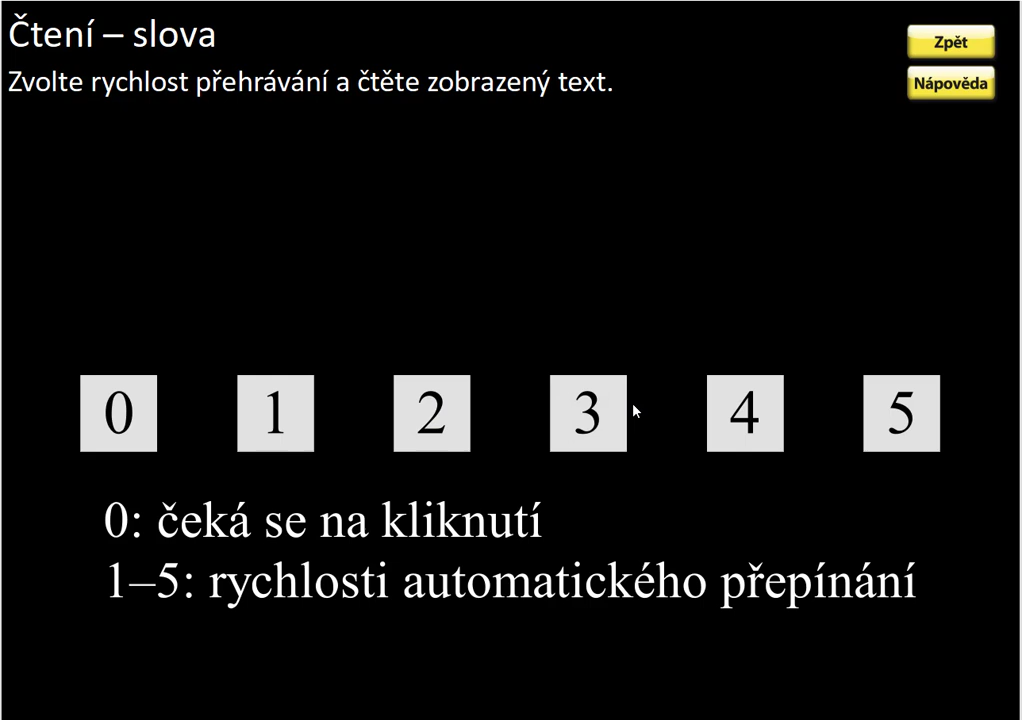 Čtení – slova
Zpět
Zvolte rychlost přehrávání a čtěte zobrazený text.
Nápověda
0 1 2 3 4 5
0: čeká se na kliknutí
1–5: rychlosti automatického přepínání